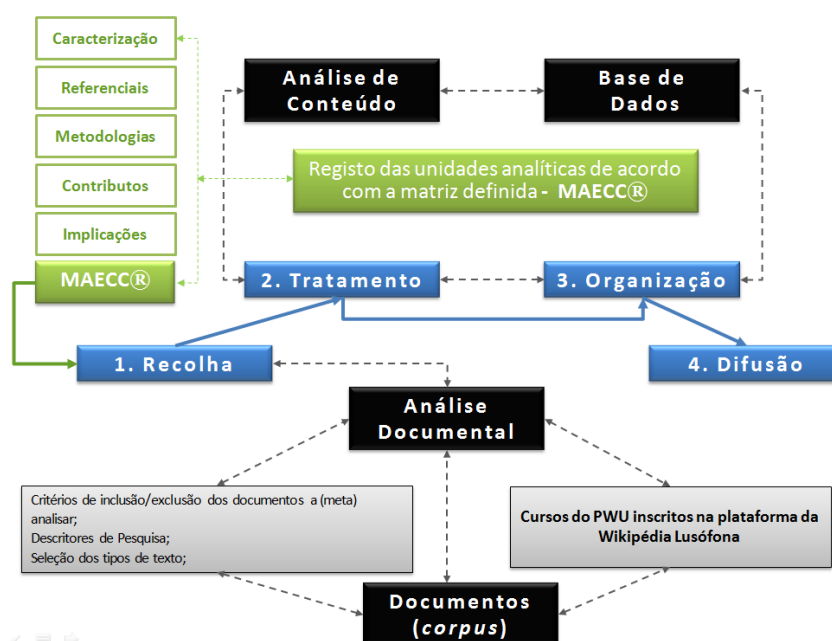 Caracterização
Referenciais
Metodologias
Contributos
Implicações
MAECC®
Análise de
Conteúdo
Base de
Dados
Registo das unidades analíticas de acordo
com a matriz definida - MAECC®
2. Tratamento
3. Organização
1. Recolha
4. Difusão
Análise
Documental
Critérios de inclusão/exclusão dos documentos a (meta)
analisar;
Descritores de Pesquisa;
Seleção dos tipos de texto;
Cursos do PWU inscritos na plataforma da
Wikipédia Lusófona
Documentos
(corpus)